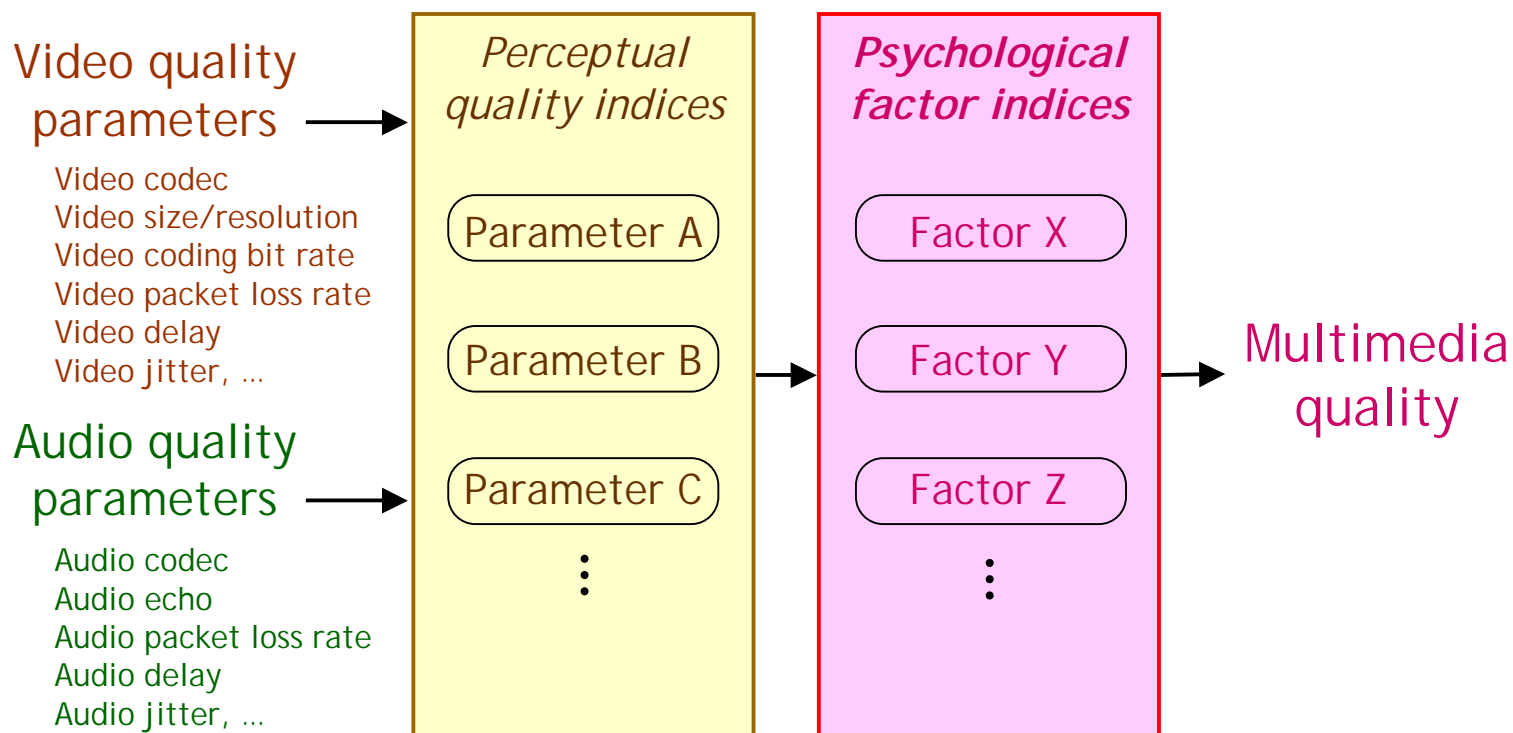 Video quality
parameters
Video codec
Video size/resolution
Video coding bit rate
Video packet loss rate
Video delay
Video jitter, ...
Audio quality
parameters
Audio codec
Audio echo
Audio packet loss rate
Audio delay
Audio jitter, ...
Perceptual
quality indices
Parameter A
Parameter B
Parameter C
⋮
Psychological
factor indices
Factor X
Factor Y
Factor Z
⋮
Multimedia
quality